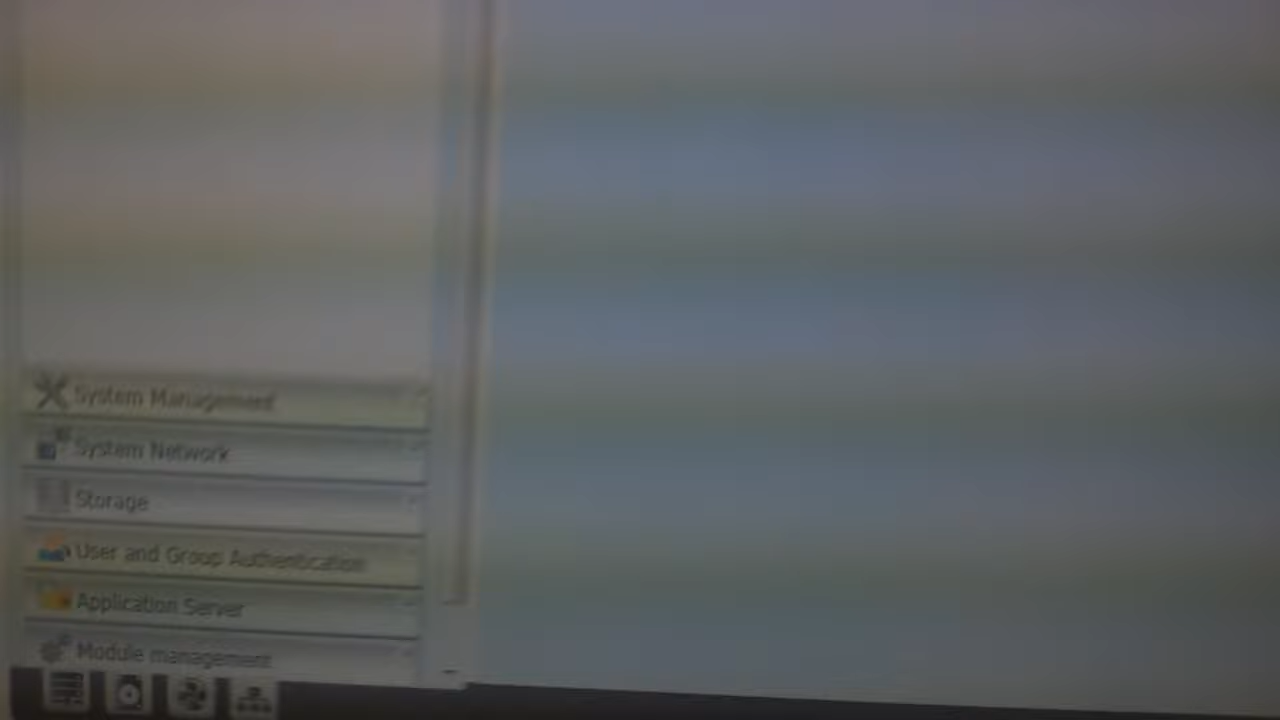 System Management
System Network
Storage
User and Group Authentication
Application Server
Module management